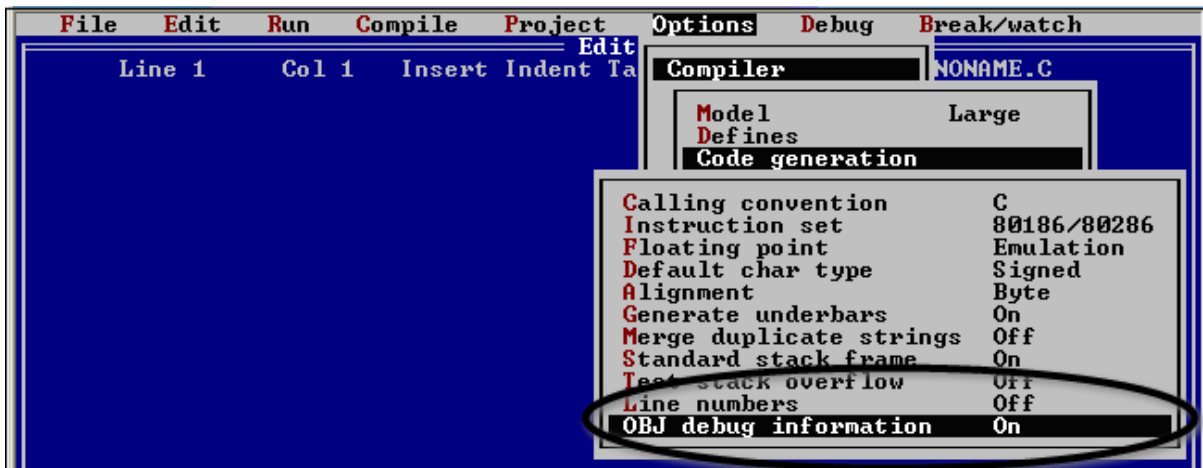 File Edit Run Compile Project Options Debug Break/watch
Edit
Line 1 Col 1 Insert Indent Ta
NONAME.C
Compiler
Model Large
Defines
Code generation
Calling convention C
Instruction set 80186/80286
Floating point Emulation
Default char type Signed
Alignment Byte
Generate underbars On
Merge duplicate strings Off
Standard stack frame On
Test stack overflow Off
Line numbers Off
OBJ debug information On